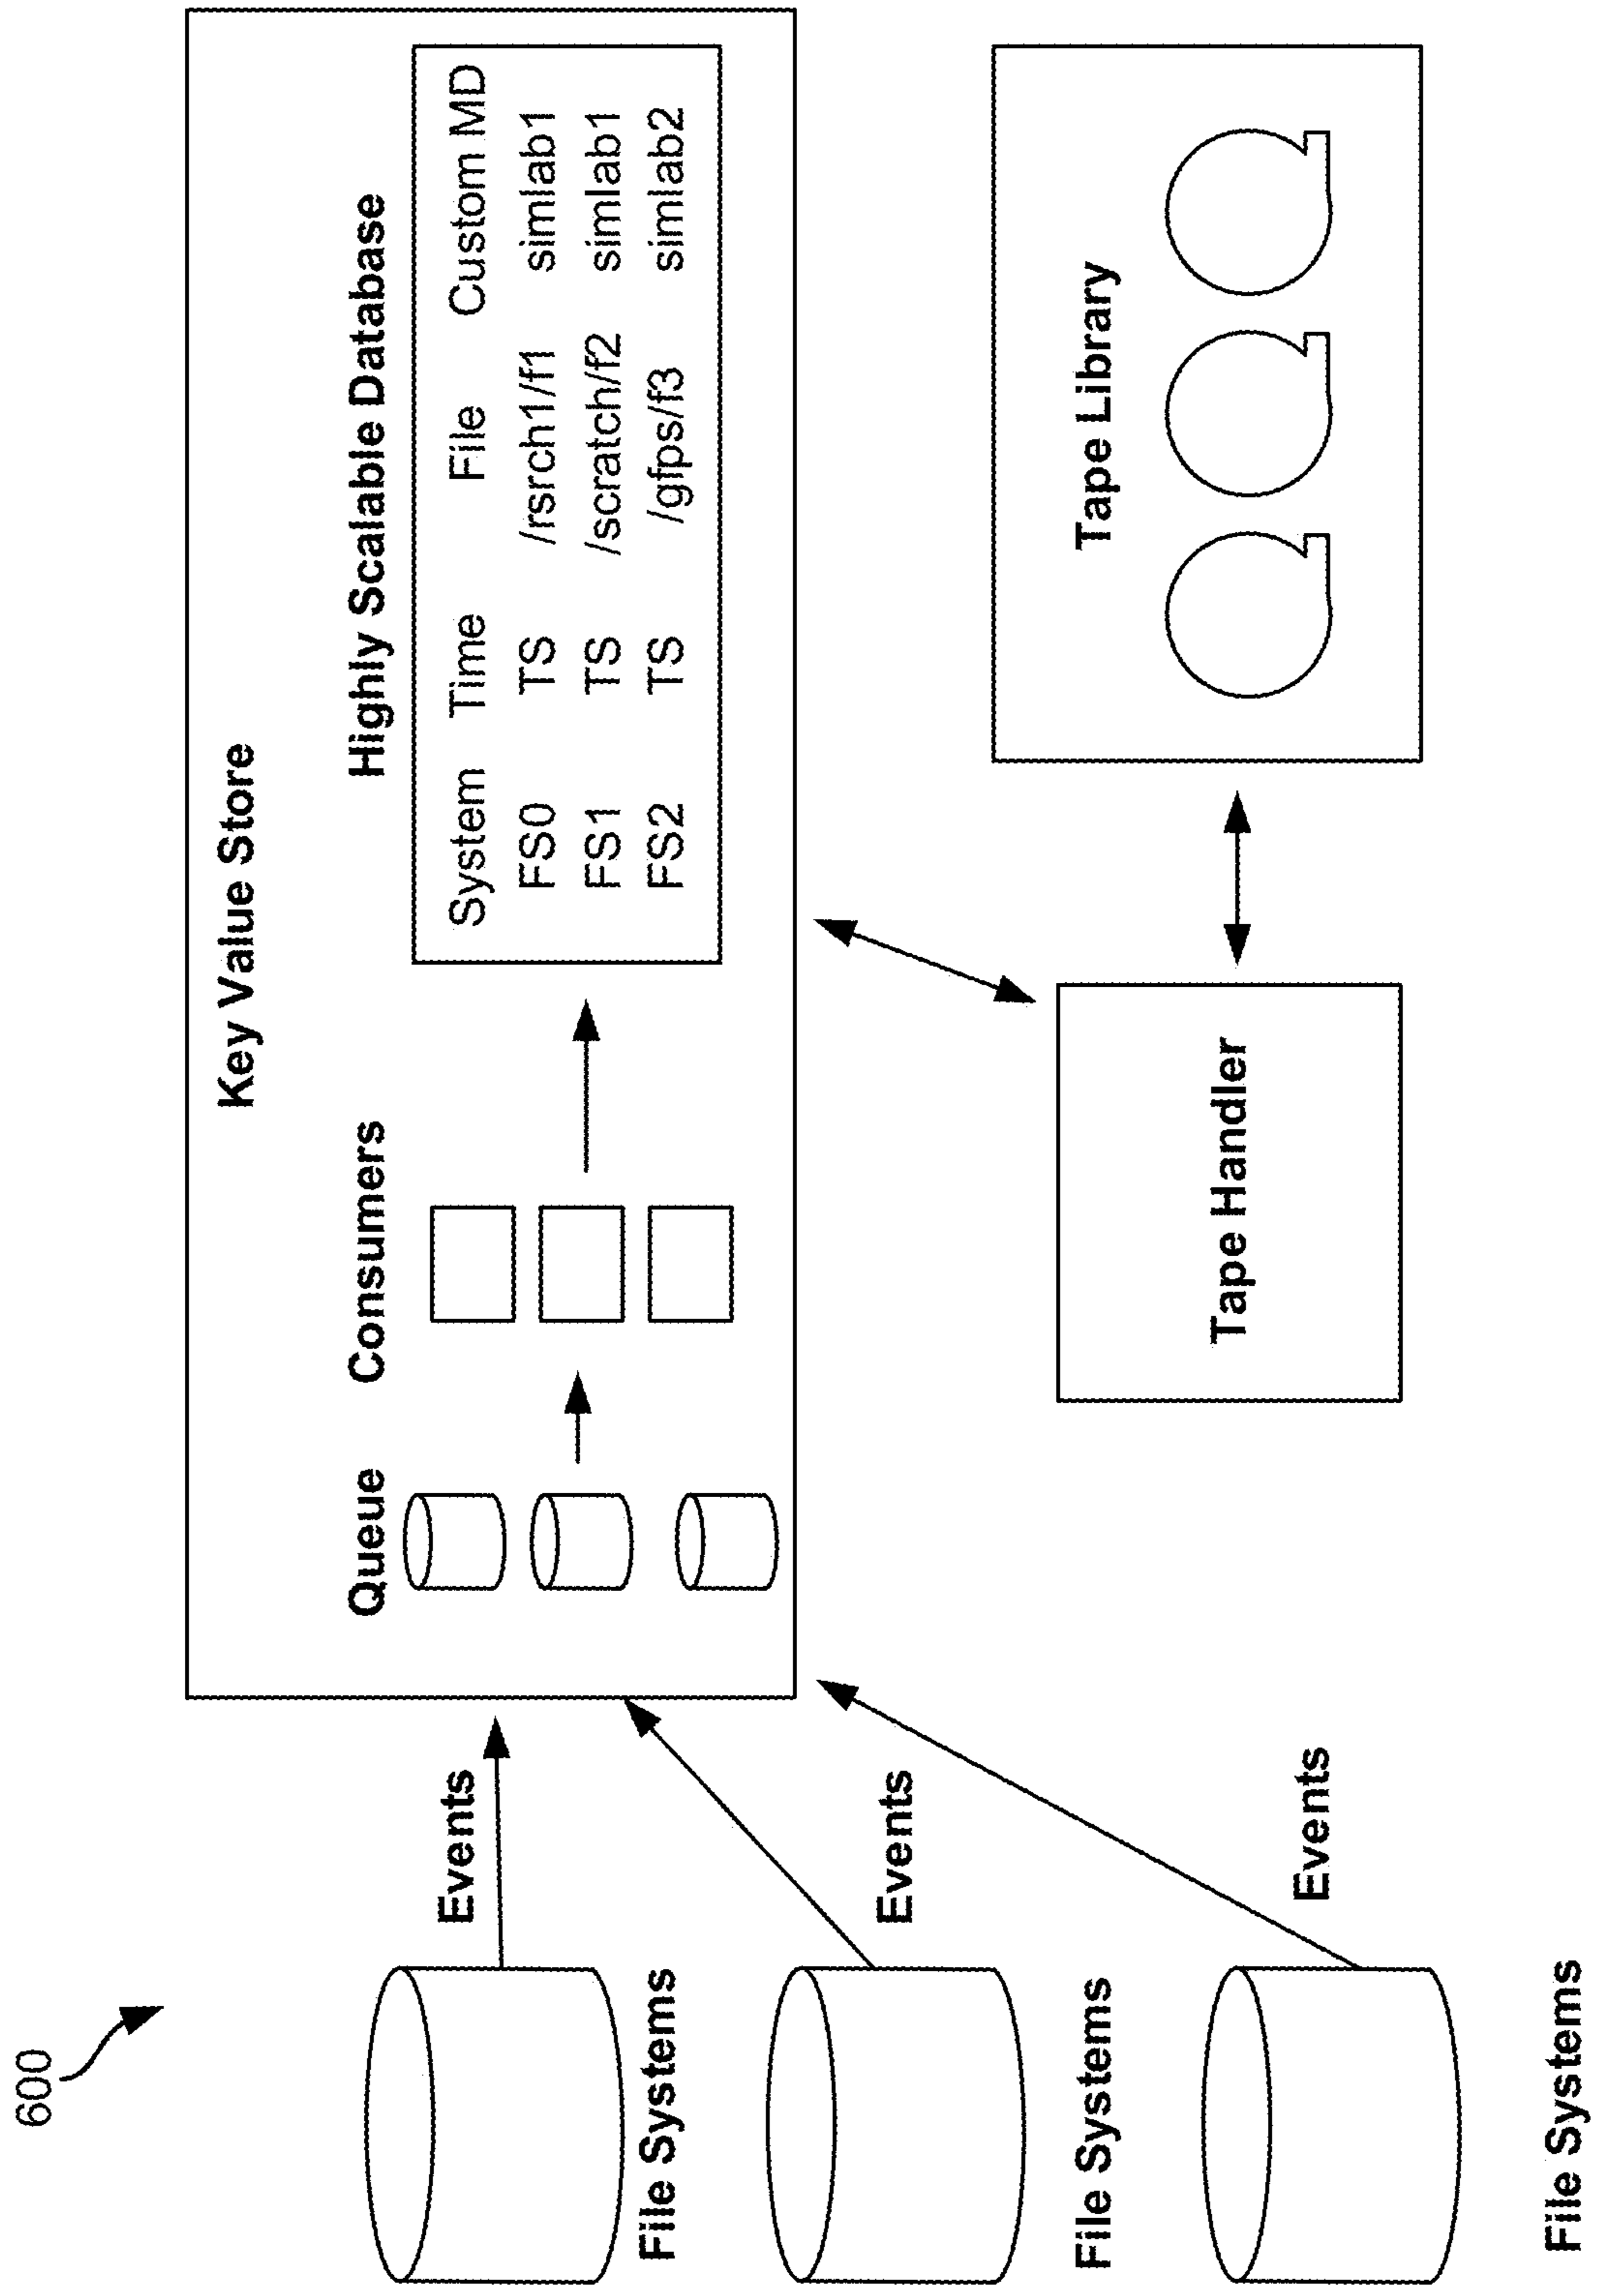 600
Key Value Store
Queue
Consumers
Highly Scalable Database
System Time File Custom MD
FS0 TS /rsrch1/f1 simlab1
FS1 TS /scratch/f2 simlab1
FS2 TS /gfps/f3 simlab2
Events
File Systems
Events
File Systems
Events
File Systems
Tape Handler
Tape Library